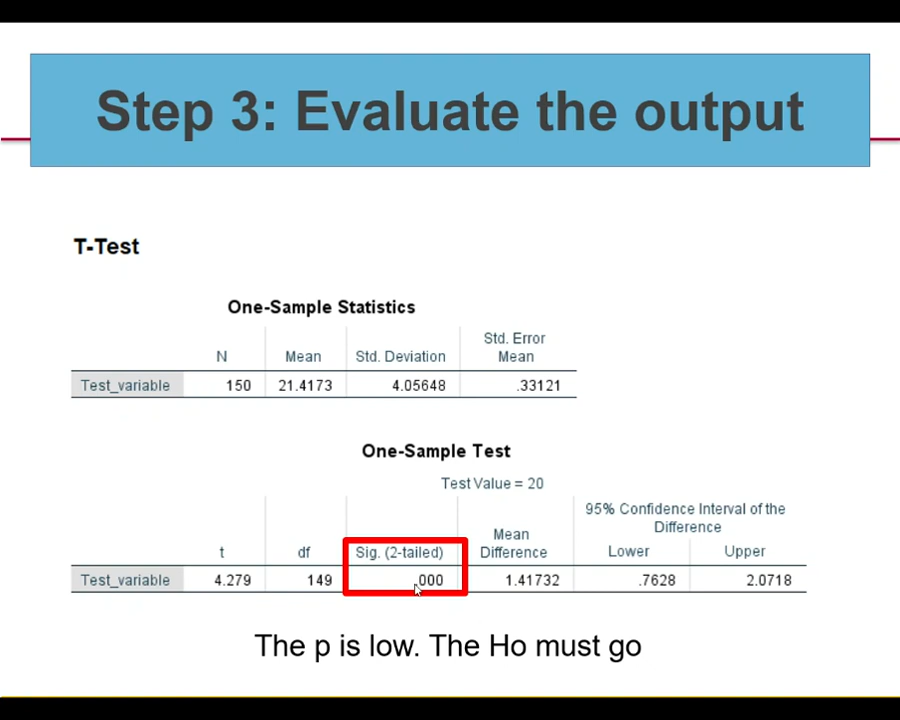 Step 3: Evaluate the output
T-Test
One-Sample Statistics
N Mean Std. Deviation Std. Error Mean
Test_variable 150 21.4173 4.05648 .33121
One-Sample Test
Test Value = 20
t df Sig. (2-tailed) Mean Difference 95% Confidence Interval of the Difference
Lower Upper
Test_variable 4.279 149 .000 1.41732 .7628 2.0718
The p is low. The Ho must go